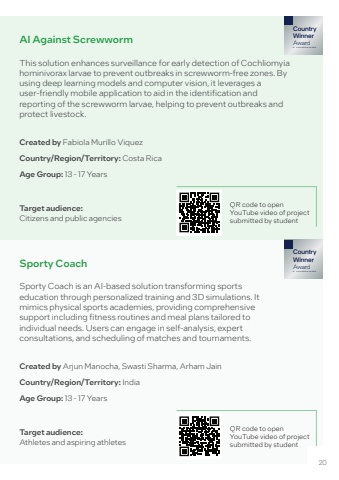 Country
Winner
Award
AI Against Screwworm
This solution enhances surveillance for early detection of Cochliomyia
hominivorax larvae to prevent outbreaks in screwworm-free zones. By
using deep learning models and computer vision, it leverages a
user-friendly mobile application to aid in the identification and
reporting of the screwworm larvae, helping to prevent outbreaks and
protect livestock.
Created by Fabiola Murillo Viquez
Country/Region/Territory: Costa Rica
Age Group: 13 - 17 Years
Target audience:
Citizens and public agencies
QR code to open
YouTube video of project
submitted by student
Country
Winner
Award
Sporty Coach
Sporty Coach is an AI-based solution transforming sports
education through personalized training and 3D simulations. It
mimics physical sports academies, providing comprehensive
support including fitness routines and meal plans tailored to
individual needs. Users can engage in self-analysis, expert
consultations, and scheduling of matches and tournaments.
Created by Arjun Manocha, Swasti Sharma, Arham Jain
Country/Region/Territory: India
Age Group: 13 - 17 Years
Target audience:
Athletes and aspiring athletes
QR code to open
YouTube video of project
submitted by student
20